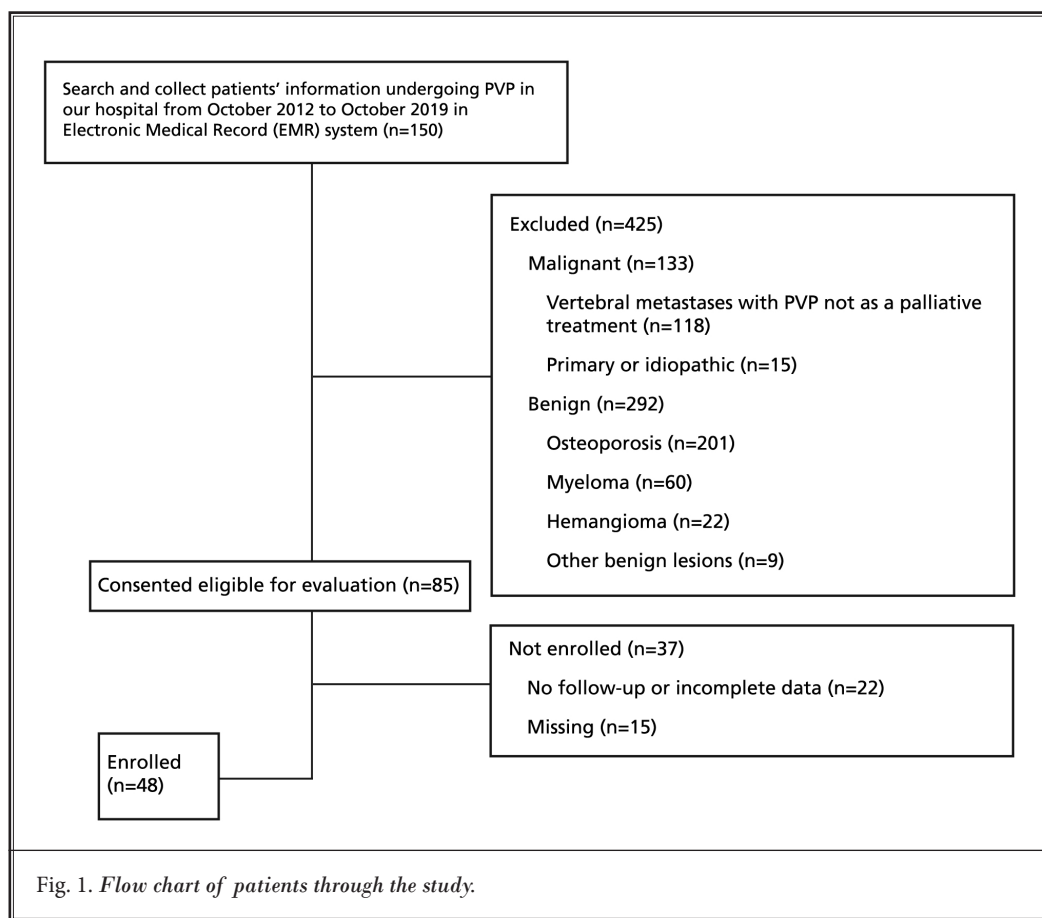 Search and collect patients’ information undergoing PVP in
our hospital from October 2012 to October 2019 in
Electronic Medical Record (EMR) system (n=150)
Excluded (n=425)
Malignant (n=133)
Vertebral metastases with PVP not as a palliative
treatment (n=118)
Primary or idiopathic (n=15)
Benign (n=292)
Osteoporosis (n=201)
Myeloma (n=60)
Hemangioma (n=22)
Other benign lesions (n=9)
Consented eligible for evaluation (n=85)
Not enrolled (n=37)
No follow-up or incomplete data (n=22)
Missing (n=15)
Enrolled
(n=48)
Fig. 1. Flow chart of patients through the study.